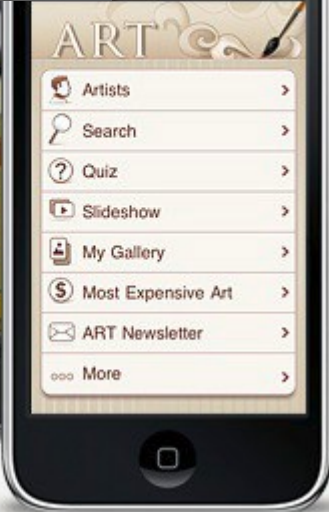 ART
Artists
Search
Quiz
Slideshow
My Gallery
Most Expensive Art
ART Newsletter
More